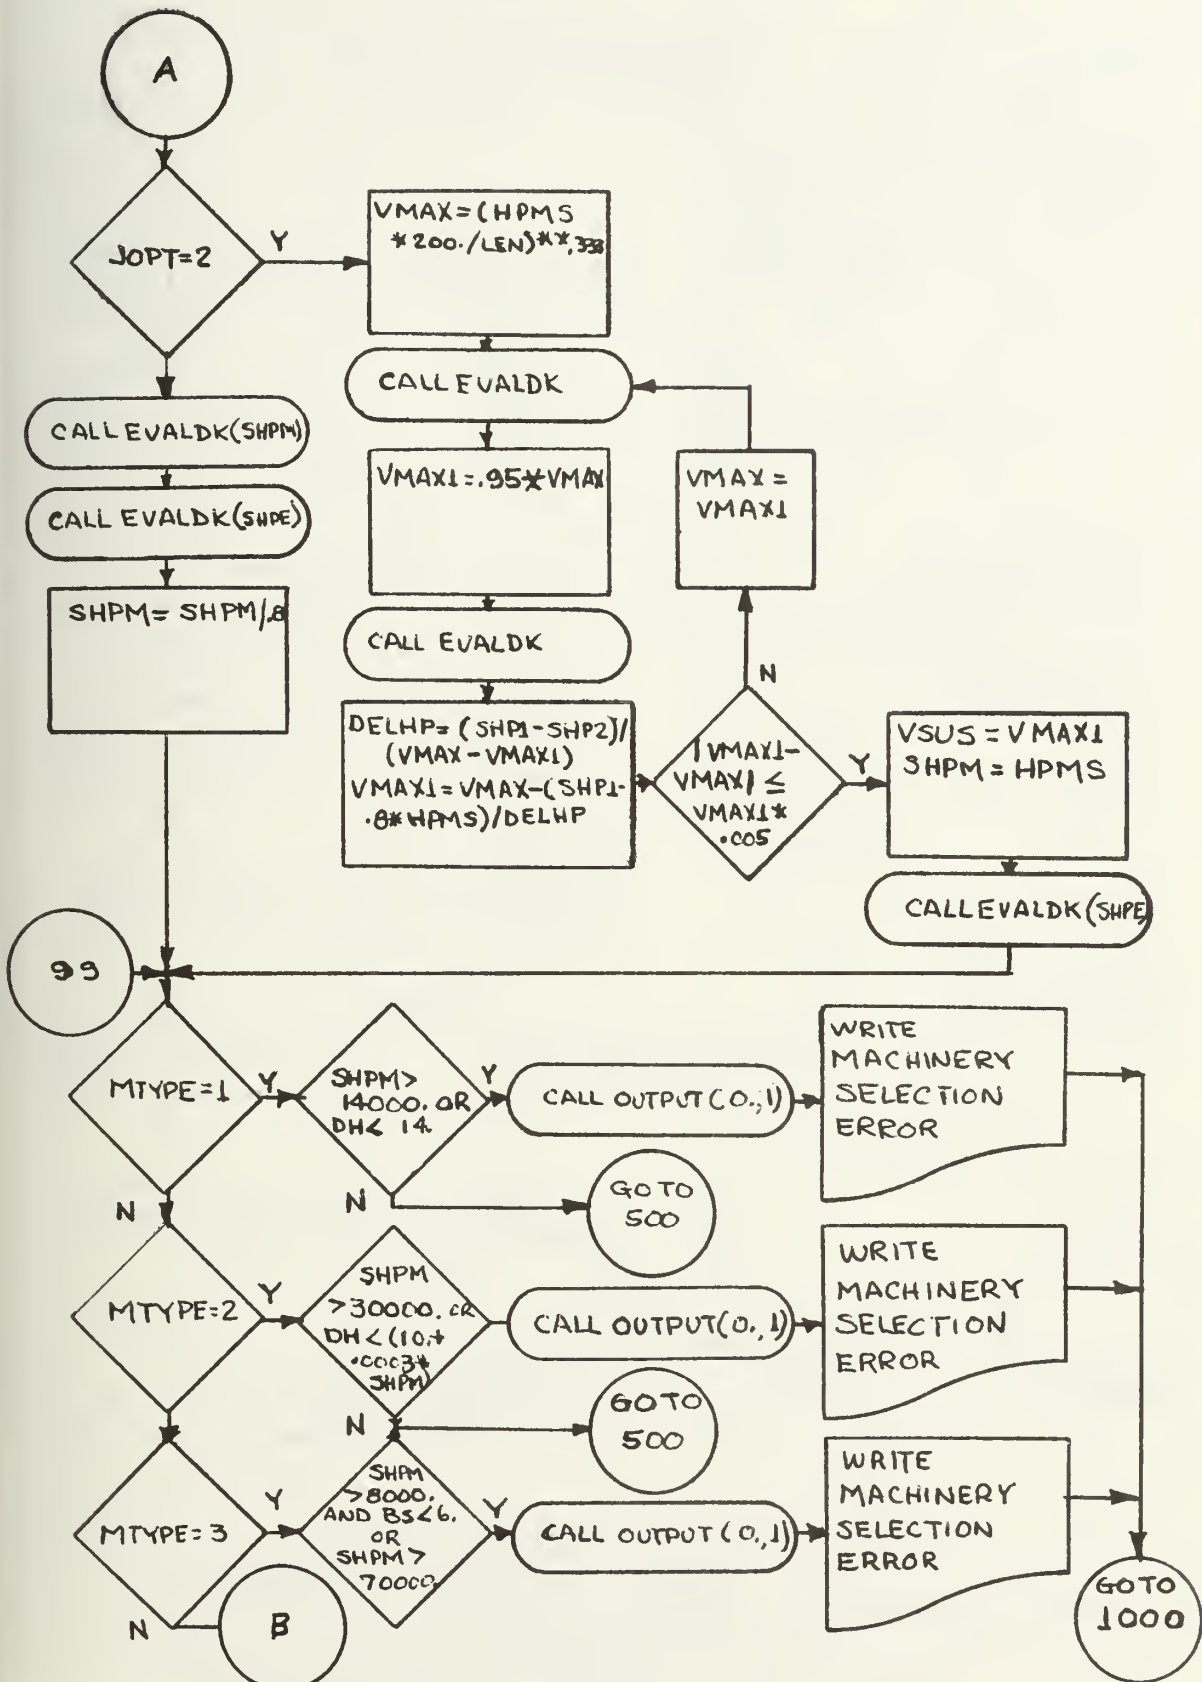 A
JOPT=2
Y
VMAX=(HPMS
*200./LEN)**.333
CALL EVALDK
VMAX1=.95*VMAX
CALL EVALDK
DELHP=(SHP1-SHP2)/
(VMAX-VMAX1)
VMAX1=VMAX-(SHP1-
.8*HPMS)/DELHP
VMAX=
VMAX1
N
|VMAX1-
VMAX|≤
VMAX1*
.005
Y
VSUS=VMAX1
SHPM=HPMS
CALL EVALDK(SHPE)
CALL EVALDK(SHPM)
CALL EVALDK(SHPE)
SHPM=SHPM/.8
99
MTYPE=1
Y
SHPM>
14000. OR
DH< 14.
Y
CALL OUTPUT(0.,1)
WRITE
MACHINERY
SELECTION
ERROR
N
N
GO TO
500
MTYPE=2
Y
SHPM
>30000. OR
DH<(10.+
.0003*
SHPM)
CALL OUTPUT(0.,1)
WRITE
MACHINERY
SELECTION
ERROR
N
GO TO
500
MTYPE=3
Y
SHPM
>8000.
AND BS<6.
OR
SHPM>
70000.
Y
CALL OUTPUT(0.,1)
WRITE
MACHINERY
SELECTION
ERROR
N
B
GO TO
1000